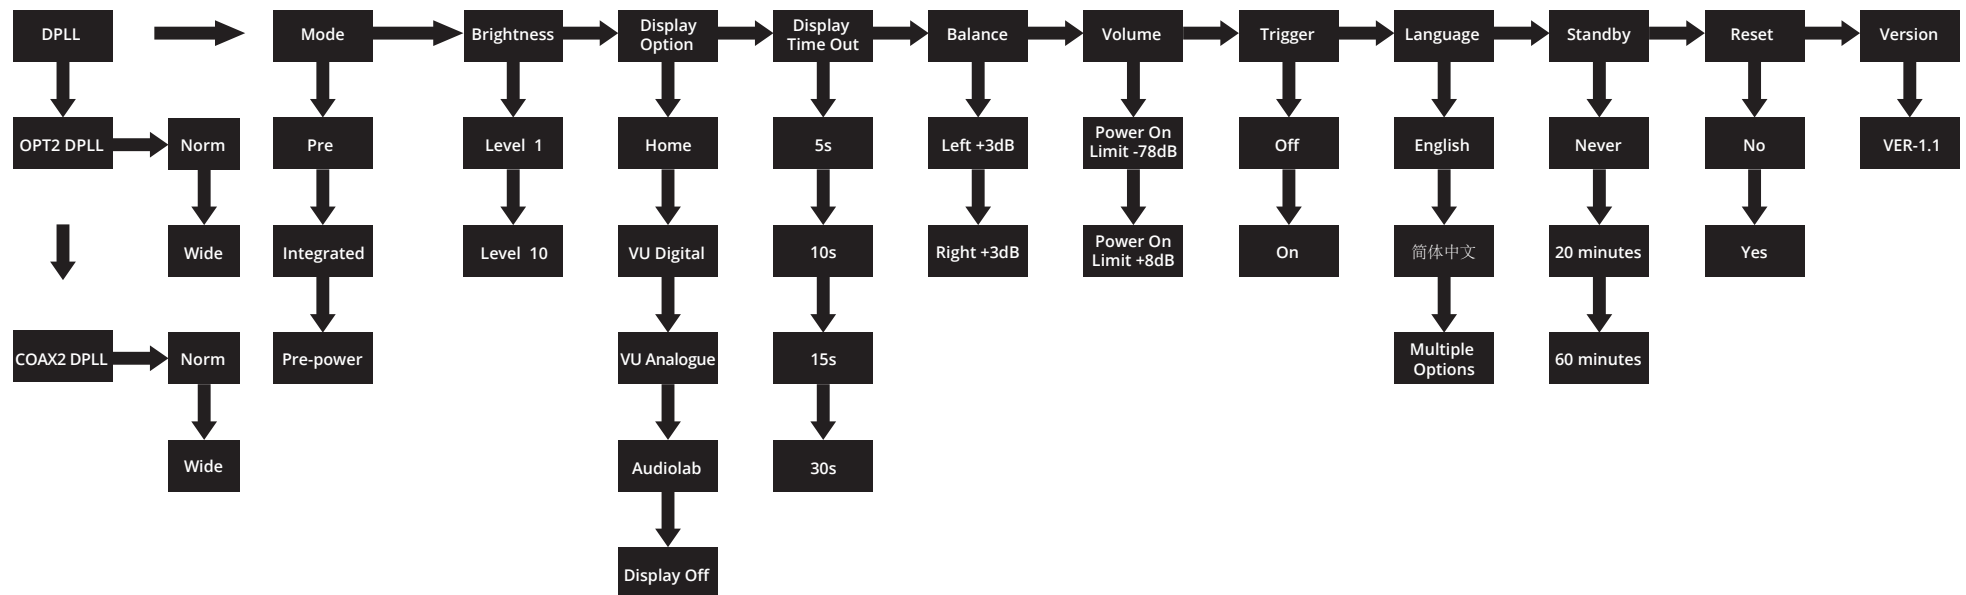 DPLL
Mode
Brightness
Display
Option
Display
Time Out
Balance
Volume
Trigger
Language
Standby
Reset
Version
OPT2 DPLL
Norm
Pre
Level 1
Home
5s
Left +3dB
Power On
Limit -78dB
Off
English
Never
No
VER-1.1
Wide
Integrated
Level 10
VU Digital
10s
Right +3dB
Power On
Limit +8dB
On
简体中文
20 minutes
Yes
COAX2 DPLL
Norm
Pre-power
VU Analogue
15s
Multiple
Options
60 minutes
Wide
Audiolab
30s
Display Off